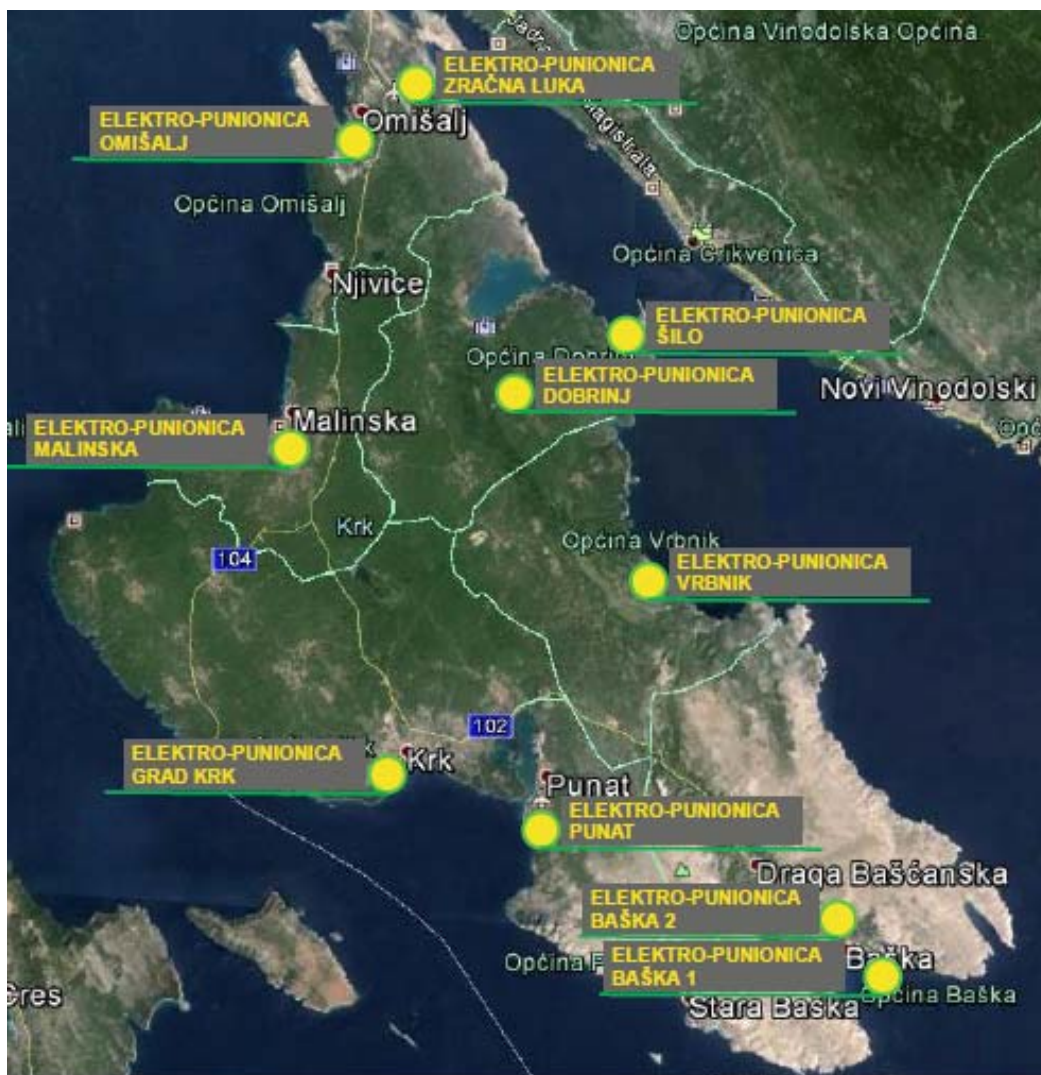 Općina Vinodolska Općina
ELEKTRO-PUNIONICA
ZRAČNA LUKA
ELEKTRO-PUNIONICA
OMIŠALJ
Omišalj
Magistrala
Općina Omišalj
Općina Crikvenica
Njivice
ELEKTRO-PUNIONICA
ŠILO
Općina
ELEKTRO-PUNIONICA
DOBRINJ
Novi Vinodolski
Malinska
ELEKTRO-PUNIONICA
MALINSKA
Krk
Općina Vrbnik
104
ELEKTRO-PUNIONICA
VRBNIK
102
ELEKTRO-PUNIONICA
GRAD KRK
Krk
Punat
ELEKTRO-PUNIONICA
PUNAT
Draga Bašćanska
ELEKTRO-PUNIONICA
BAŠKA 2
ELEKTRO-PUNIONICA
BAŠKA 1
Općina
Baška
Cres
Općina Baška
Stara Baška